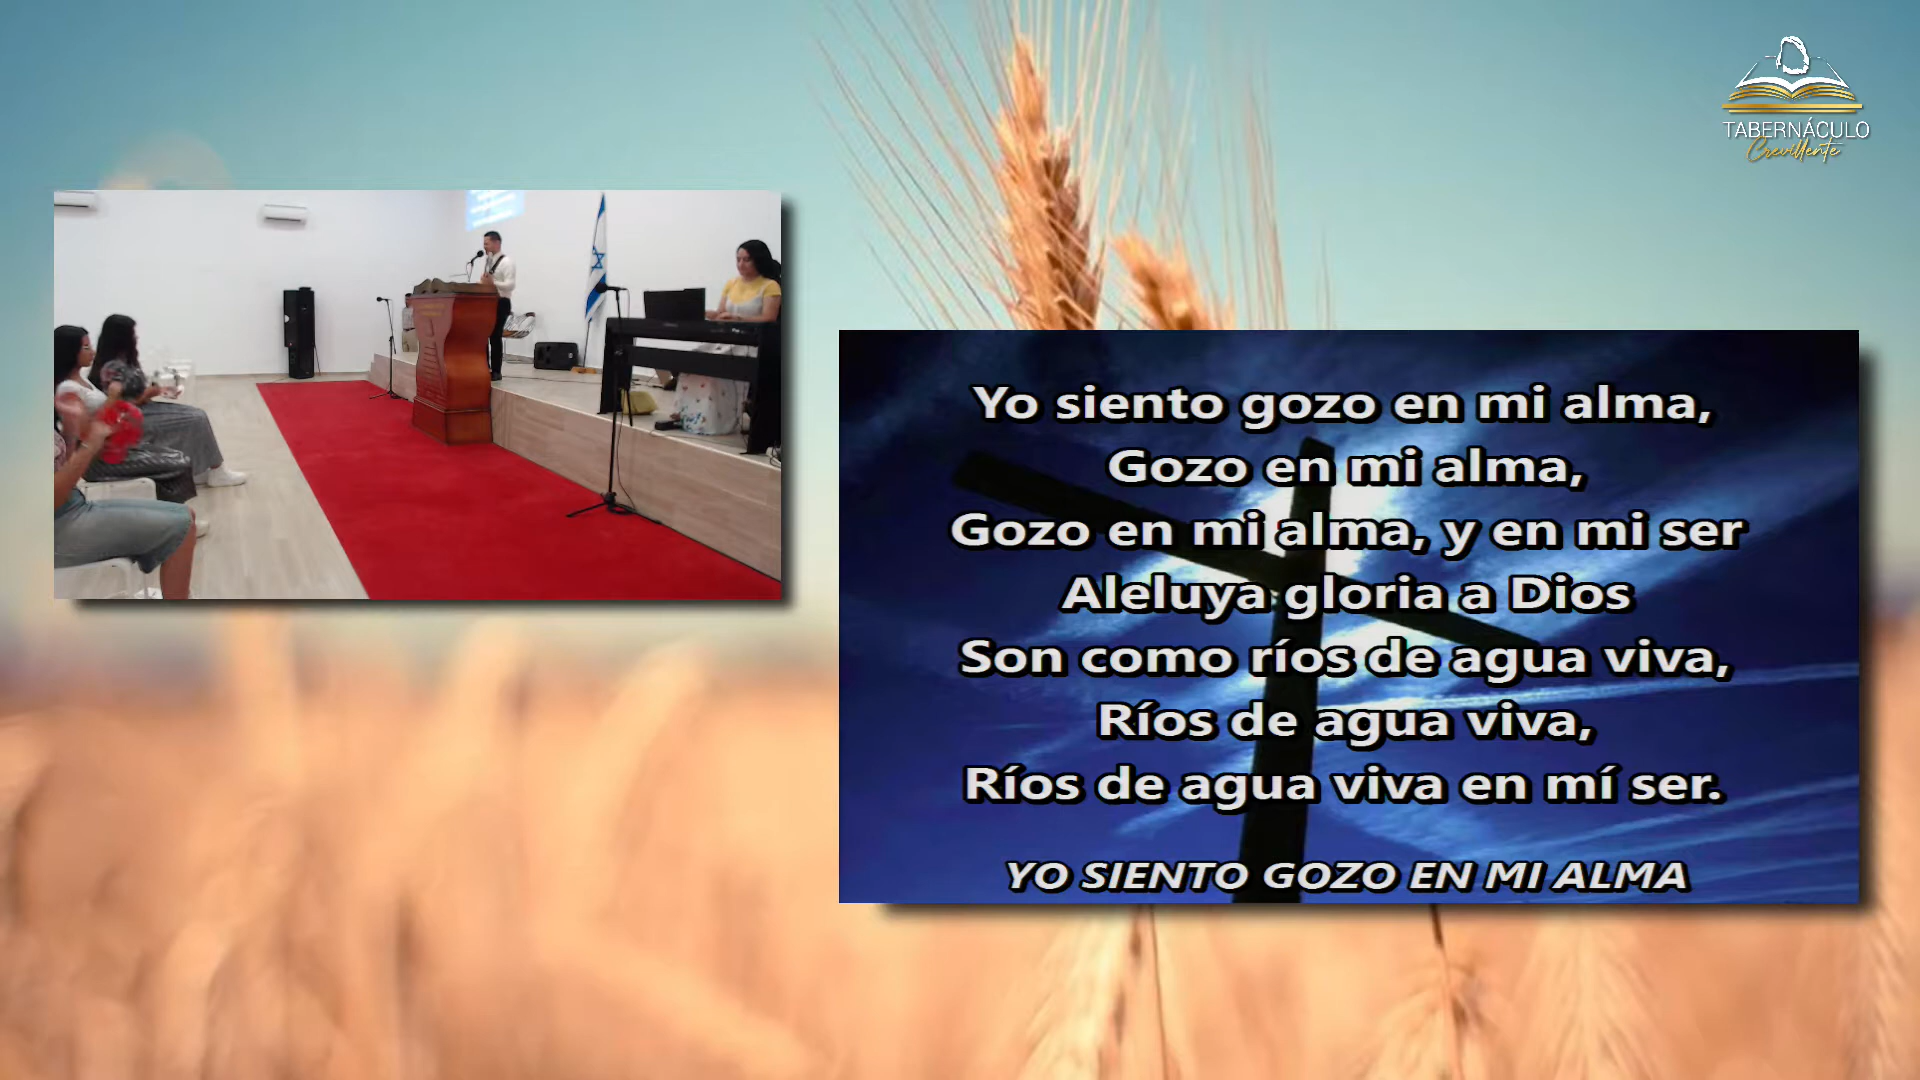 TABERNÁCULO
Crevillente
Yo siento gozo en mi alma,
Gozo en mi alma,
Gozo en mi alma, y en mi ser
Aleluya gloria a Dios
Son como ríos de agua viva,
Ríos de agua viva,
Ríos de agua viva en mí ser.
YO SIENTO GOZO EN MI ALMA